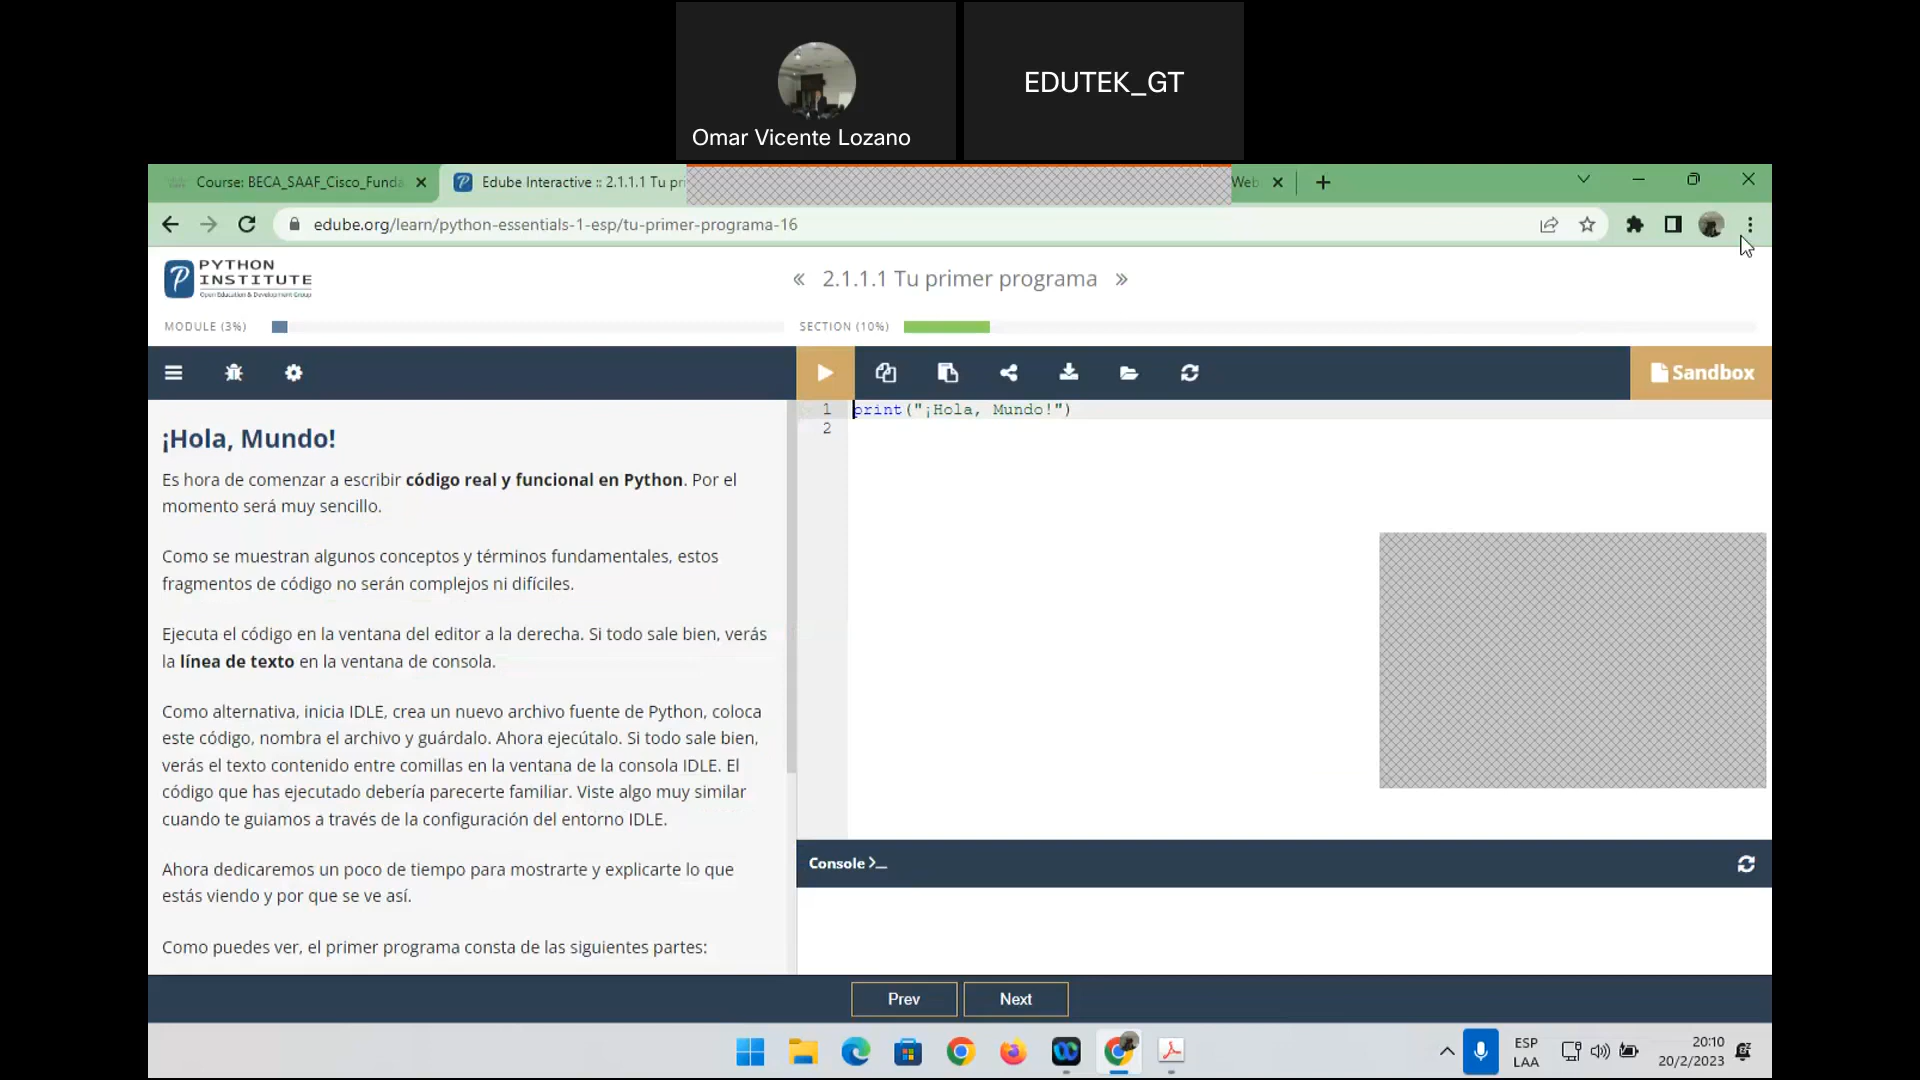 Omar Vicente Lozano
EDUTEK_GT
Course: BECA_SAAF_Cisco_Funda
Edube Interactive :: 2.1.1.1 Tu pr
Web
edube.org/learn/python-essentials-1-esp/tu-primer-programa-16
PYTHON
INSTITUTE
Open Education & Development Group
« 2.1.1.1 Tu primer programa »
MODULE (3%)
SECTION (10%)
Sandbox
¡Hola, Mundo!
Es hora de comenzar a escribir código real y funcional en Python. Por el
momento será muy sencillo.
Como se muestran algunos conceptos y términos fundamentales, estos
fragmentos de código no serán complejos ni difíciles.
Ejecuta el código en la ventana del editor a la derecha. Si todo sale bien, verás
la línea de texto en la ventana de consola.
Como alternativa, inicia IDLE, crea un nuevo archivo fuente de Python, coloca
este código, nombra el archivo y guárdalo. Ahora ejecútalo. Si todo sale bien,
verás el texto contenido entre comillas en la ventana de la consola IDLE. El
código que has ejecutado debería parecerte familiar. Viste algo muy similar
cuando te guiamos a través de la configuración del entorno IDLE.
Ahora dedicaremos un poco de tiempo para mostrarte y explicarte lo que
estás viendo y por que se ve así.
Como puedes ver, el primer programa consta de las siguientes partes:
1 print("¡Hola, Mundo!")
2
Console >_
Prev
Next
ESP
LAA
20:10
20/2/2023